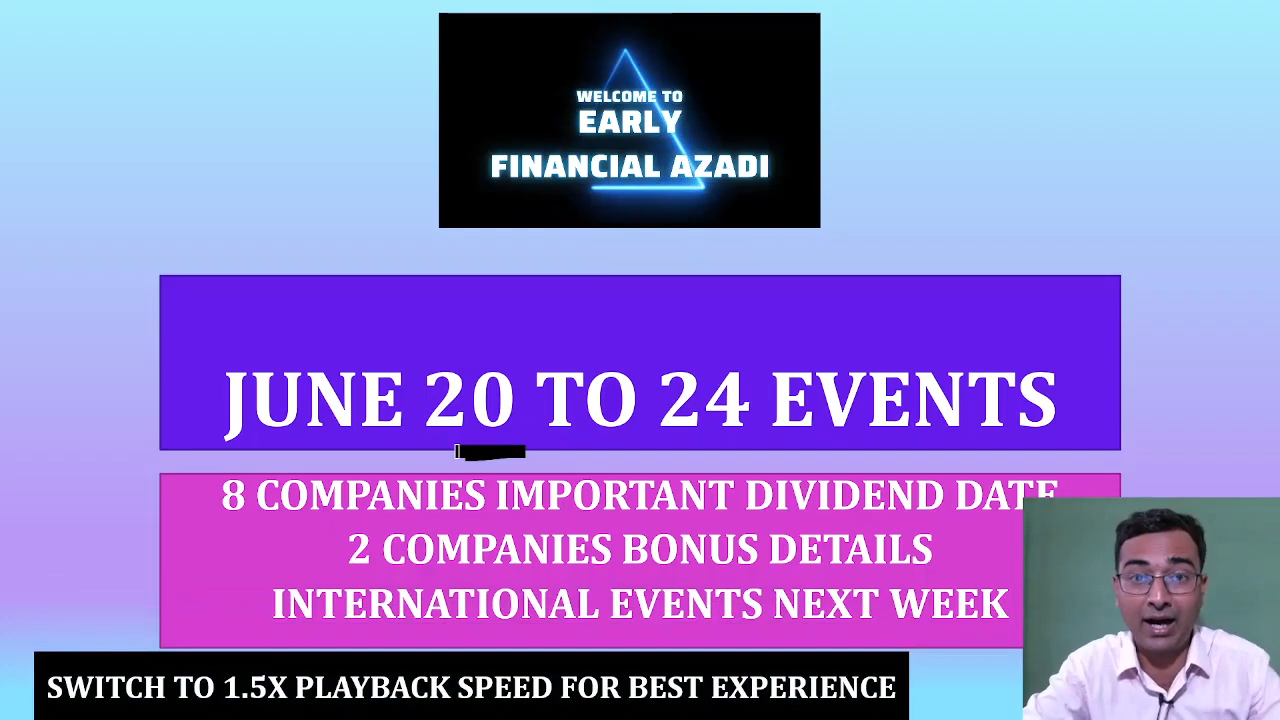 WELCOME TO
EARLY
FINANCIAL AZADI
JUNE 20 TO 24 EVENTS
8 COMPANIES IMPORTANT DIVIDEND DATE
2 COMPANIES BONUS DETAILS
INTERNATIONAL EVENTS NEXT WEEK
SWITCH TO 1.5X PLAYBACK SPEED FOR BEST EXPERIENCE